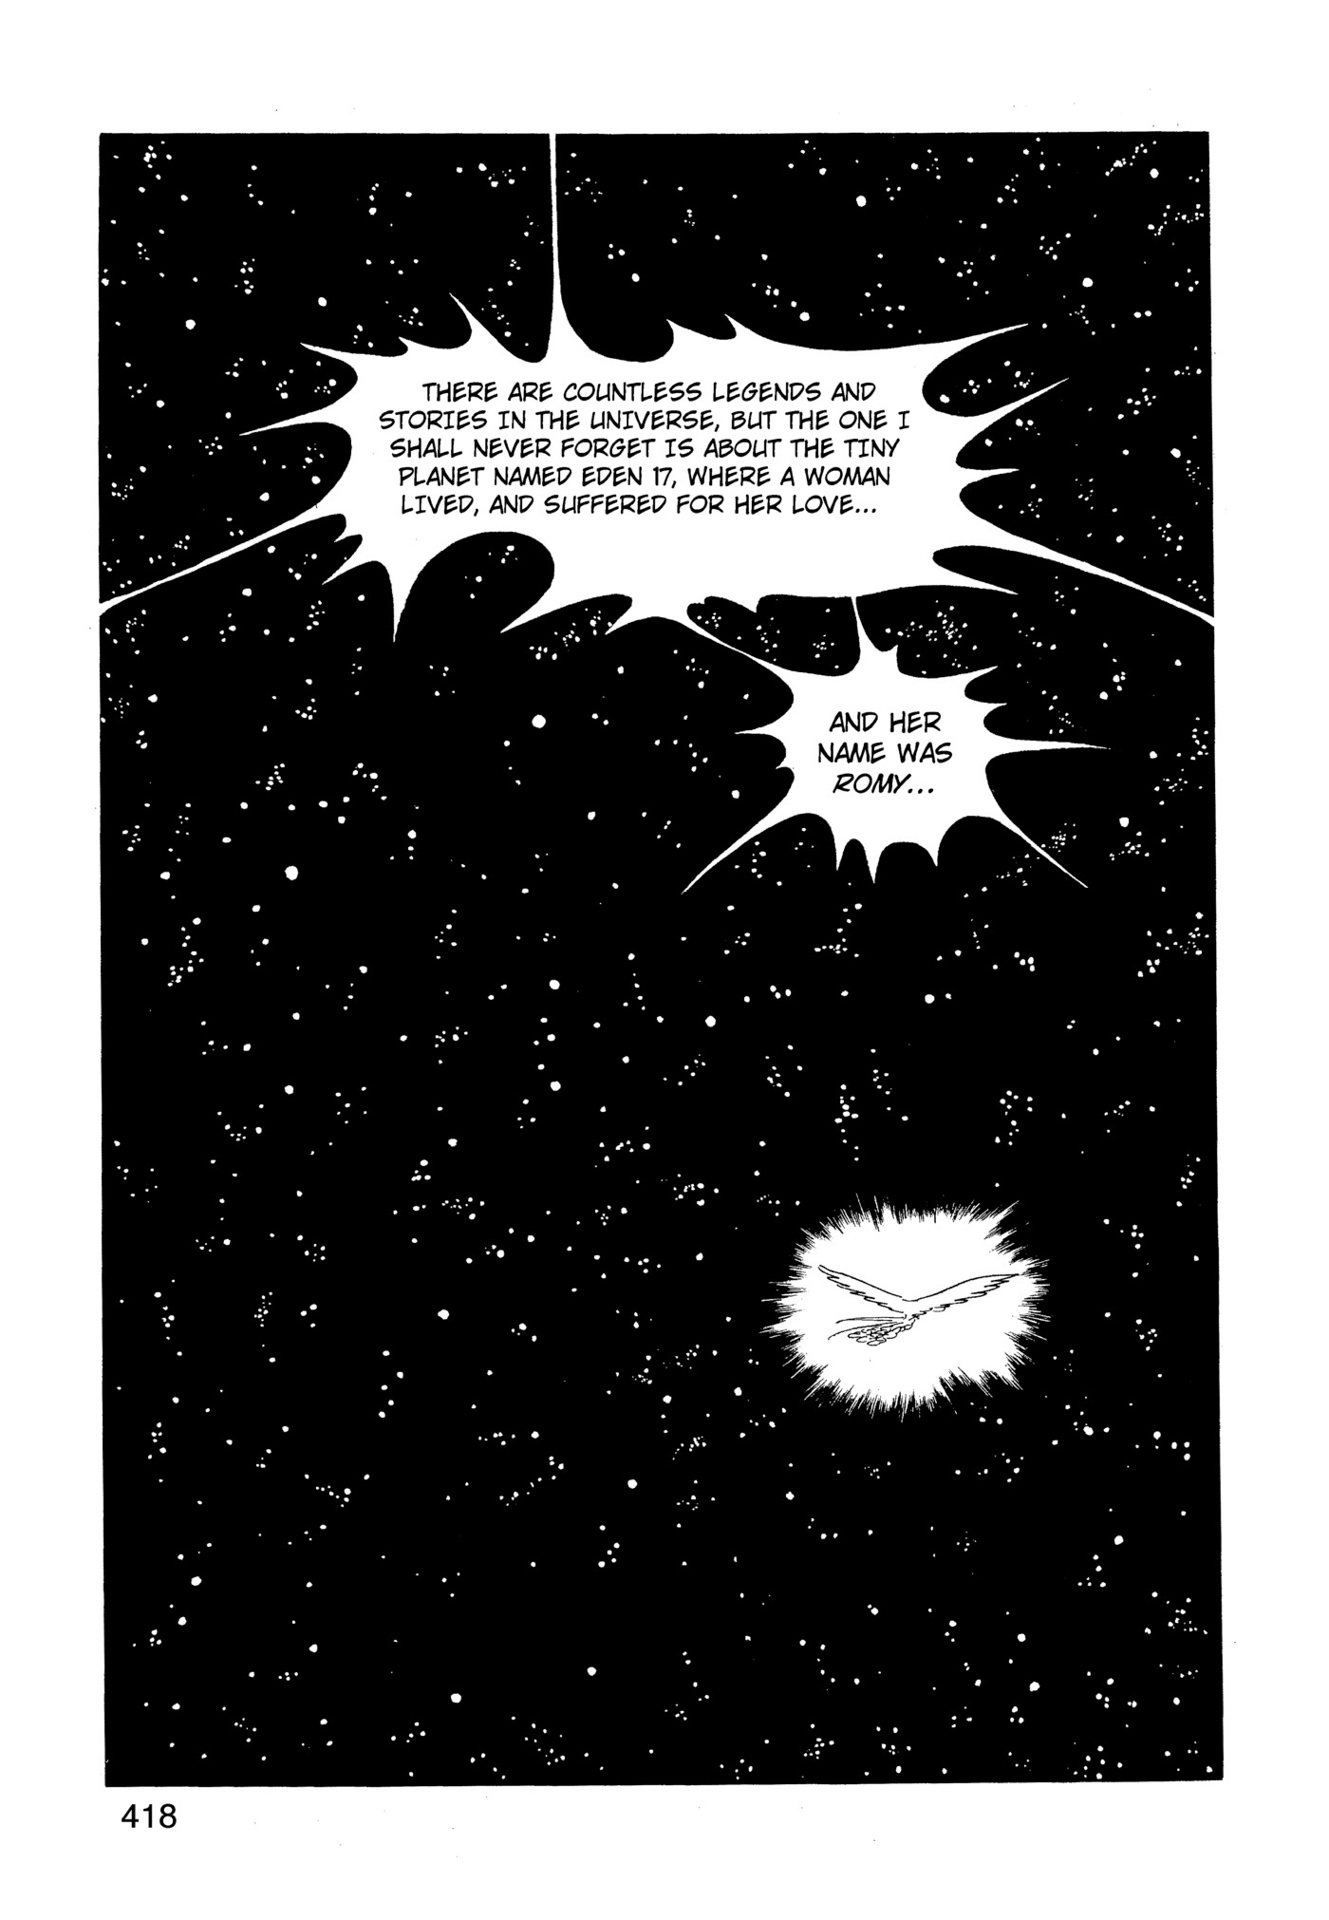 THERE ARE COUNTLESS LEGENDS AND
STORIES IN THE UNIVERSE, BUT THE ONE I
SHALL NEVER FORGET IS ABOUT THE TINY
PLANET NAMED EDEN 17, WHERE A WOMAN
LIVED, AND SUFFERED FOR HER LOVE...
AND HER
NAME WAS
ROMY...
418